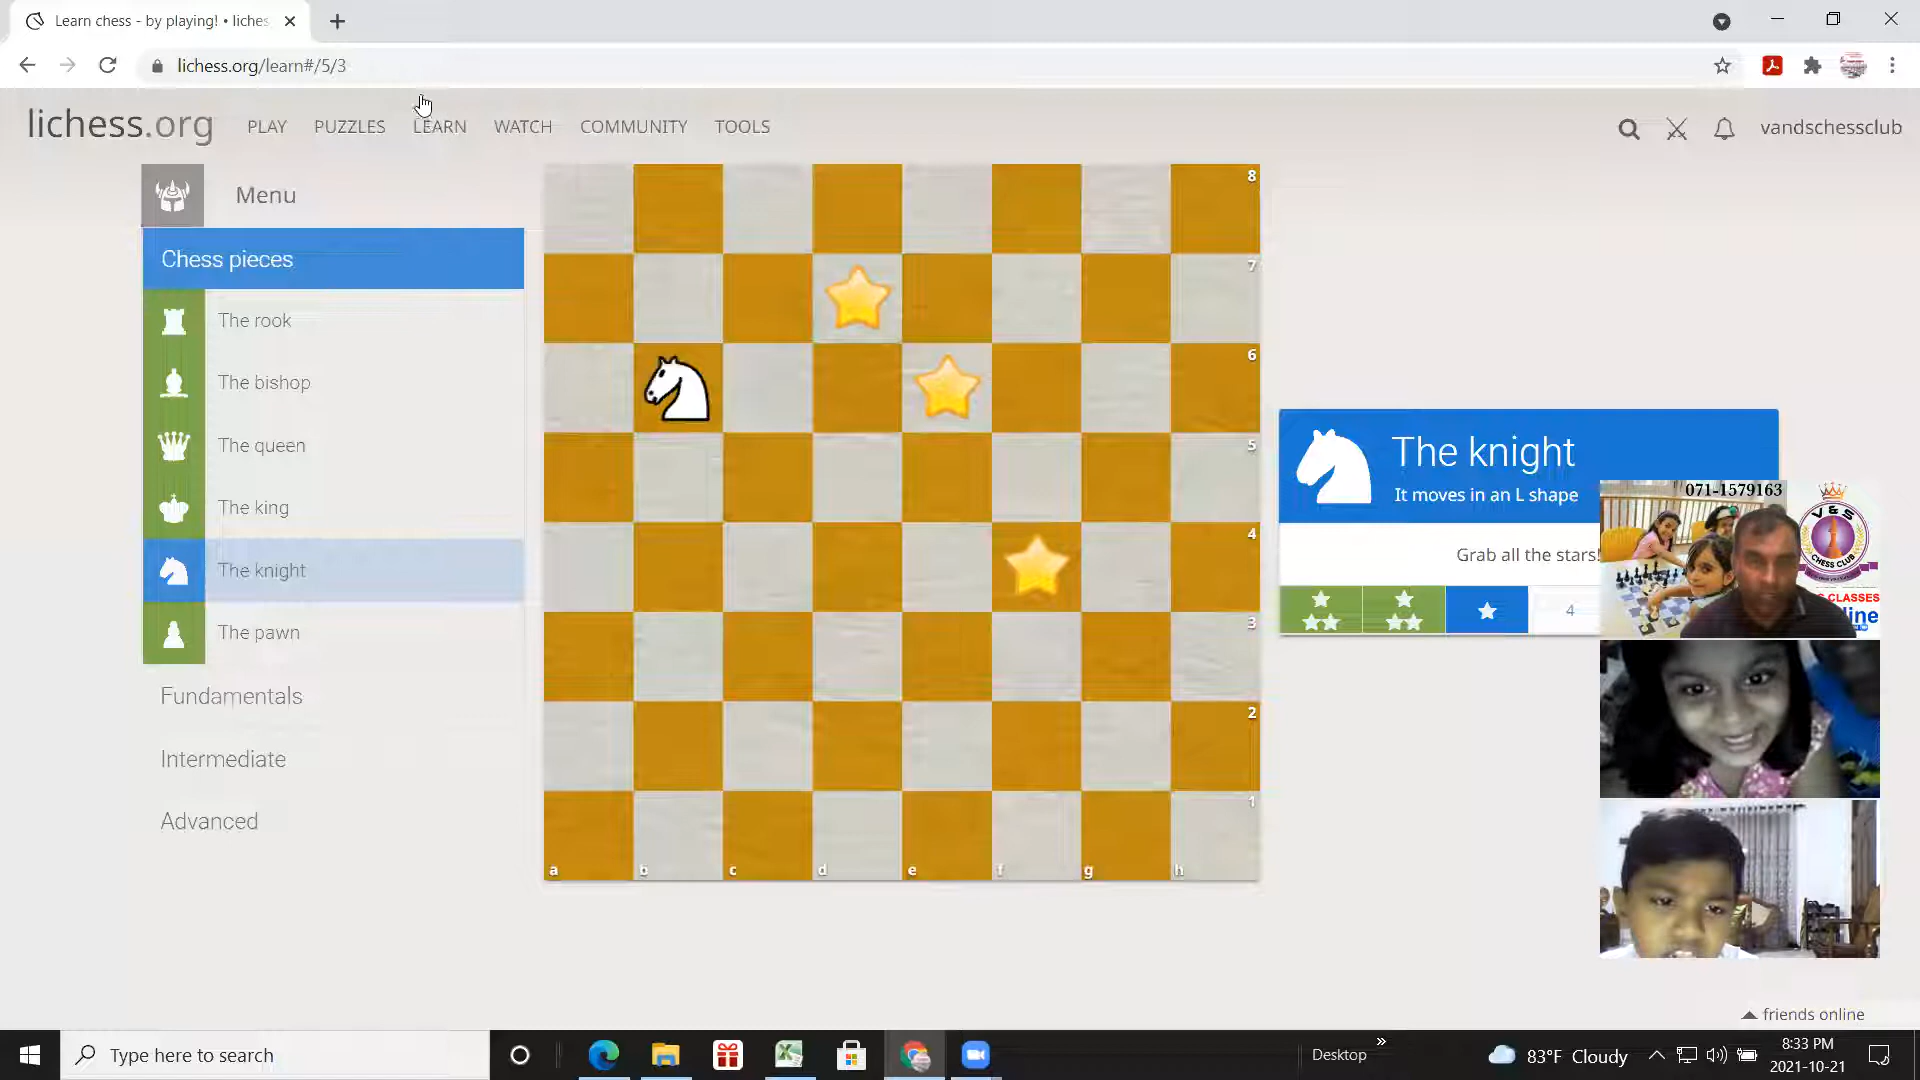 Learn chess - by playing! • liches
lichess.org/learn#/5/3
lichess.org
PLAY
PUZZLES
LEARN
WATCH
COMMUNITY
TOOLS
vandschessclub
Menu
Chess pieces
The rook
The bishop
The queen
The king
The knight
The pawn
Fundamentals
Intermediate
Advanced
8
7
6
5
4
3
2
1
a
b
c
d
e
f
g
h
The knight
It moves in an L shape
Grab all the stars!
4
071-1579163
V & S
CHESS CLUB
CLASSES
line
friends online
Type here to search
Desktop
83°F Cloudy
8:33 PM
2021-10-21